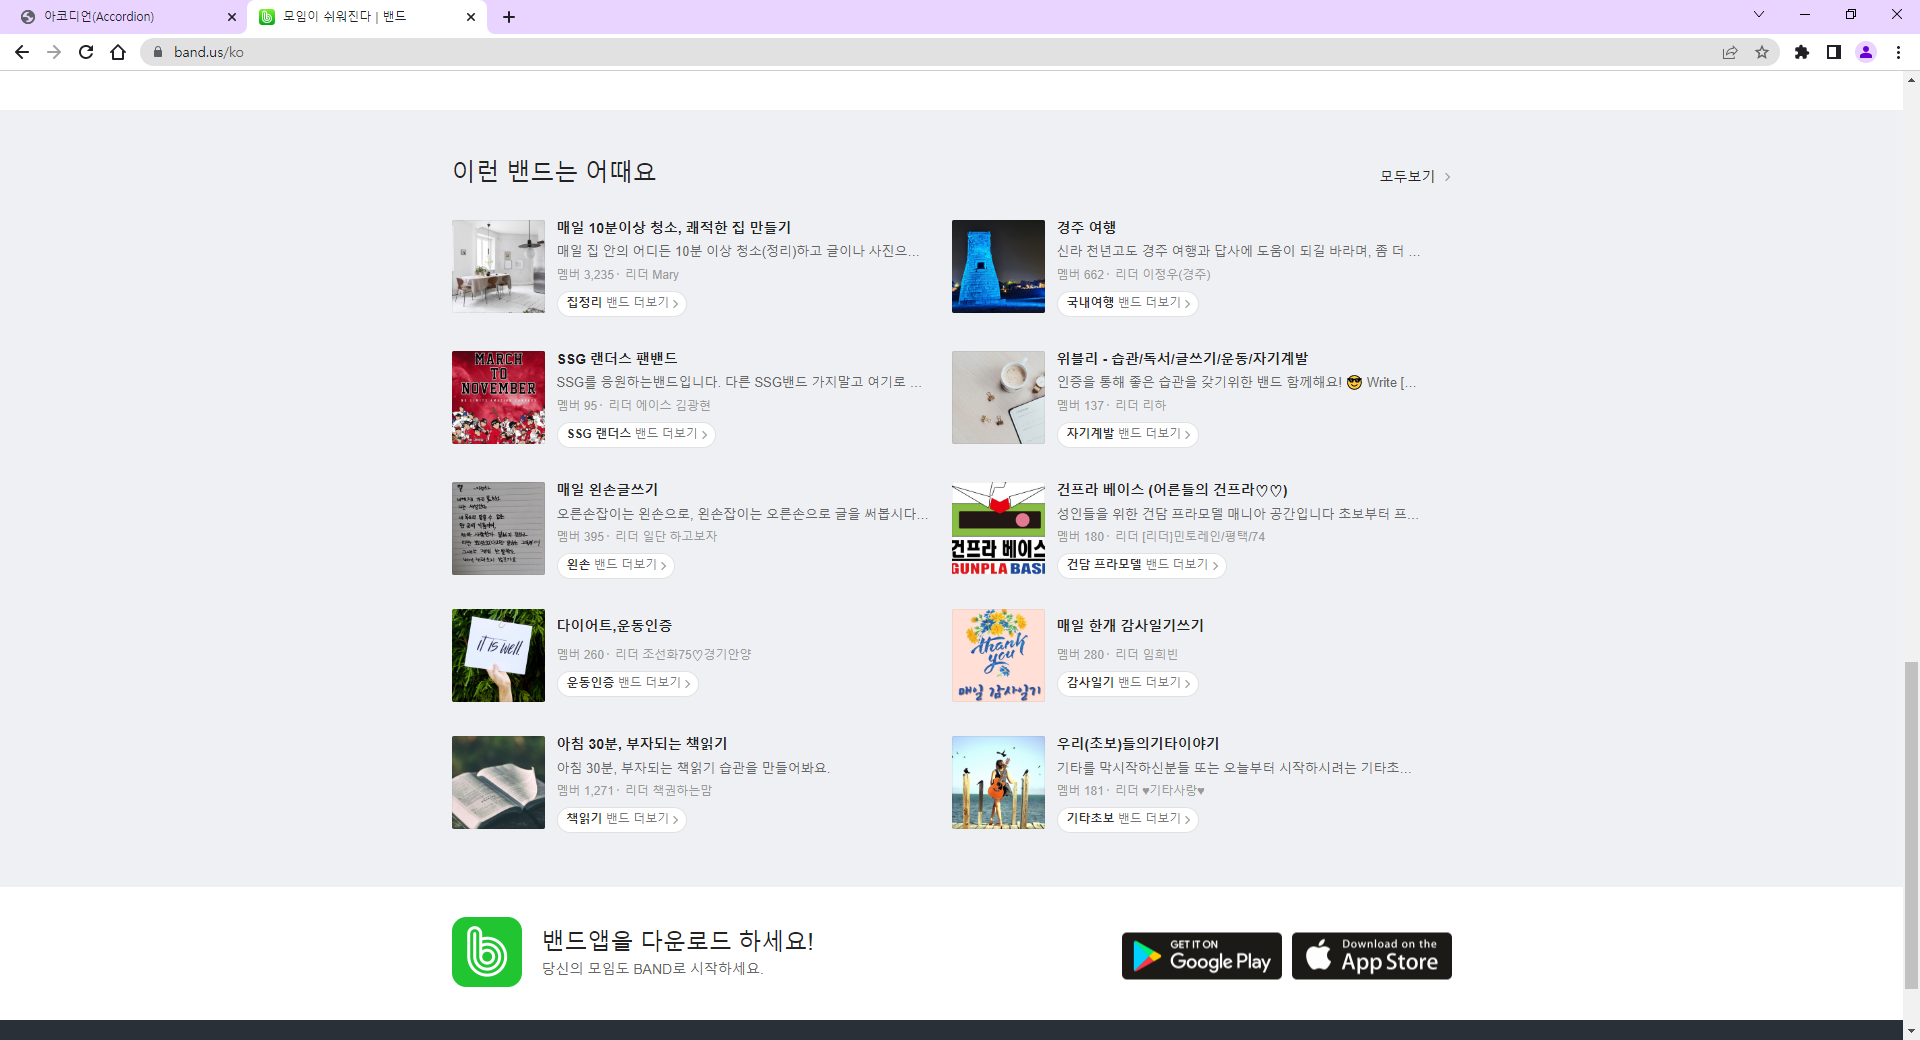 아코디언(Accordion)
모임이 쉬워진다 | 밴드
band.us/ko
이런 밴드는 어때요
모두보기
매일 10분이상 청소, 쾌적한 집 만들기
매일 집 안의 어디든 10분 이상 청소(정리)하고 글이나 사진으...
멤버 3,235 · 리더 Mary
집정리 밴드 더보기
경주 여행
신라 천년고도 경주 여행과 답사에 도움이 되길 바라며, 좀 더 ...
멤버 662 · 리더 이정우(경주)
국내여행 밴드 더보기
MARCH
TO
NOVEMBER
SSG 랜더스 팬밴드
SSG를 응원하는밴드입니다. 다른 SSG밴드 가지말고 여기로 ...
멤버 95 · 리더 에이스 김광현
SSG 랜더스 밴드 더보기
위블리 - 습관/독서/글쓰기/운동/자기계발
인증을 통해 좋은 습관을 갖기위한 밴드 함께해요! 😎 Write [...
멤버 137 · 리더 리하
자기계발 밴드 더보기
매일 왼손글쓰기
오른손잡이는 왼손으로, 왼손잡이는 오른손으로 글을 써봅시다...
멤버 395 · 리더 일단 하고보자
왼손 밴드 더보기
건프라 베이스
GUNPLA BASE
건프라 베이스 (어른들의 건프라♡♡)
성인들을 위한 건담 프라모델 매니아 공간입니다 초보부터 프...
멤버 180 · 리더 [리더]민토레인/평택/74
건담 프라모델 밴드 더보기
it is well.
다이어트,운동인증
멤버 260 · 리더 조선화75♡경기안양
운동인증 밴드 더보기
thank
you
매일 감사일기
매일 한개 감사일기쓰기
멤버 280 · 리더 임희빈
감사일기 밴드 더보기
아침 30분, 부자되는 책읽기
아침 30분, 부자되는 책읽기 습관을 만들어봐요.
멤버 1,271 · 리더 책권하는맘
책읽기 밴드 더보기
우리(초보)들의기타이야기
기타를 막시작하신분들 또는 오늘부터 시작하시려는 기타초...
멤버 181 · 리더 ♥기타사랑♥
기타초보 밴드 더보기
밴드앱을 다운로드 하세요!
당신의 모임도 BAND로 시작하세요.
GET IT ON
Google Play
Download on the
App Store